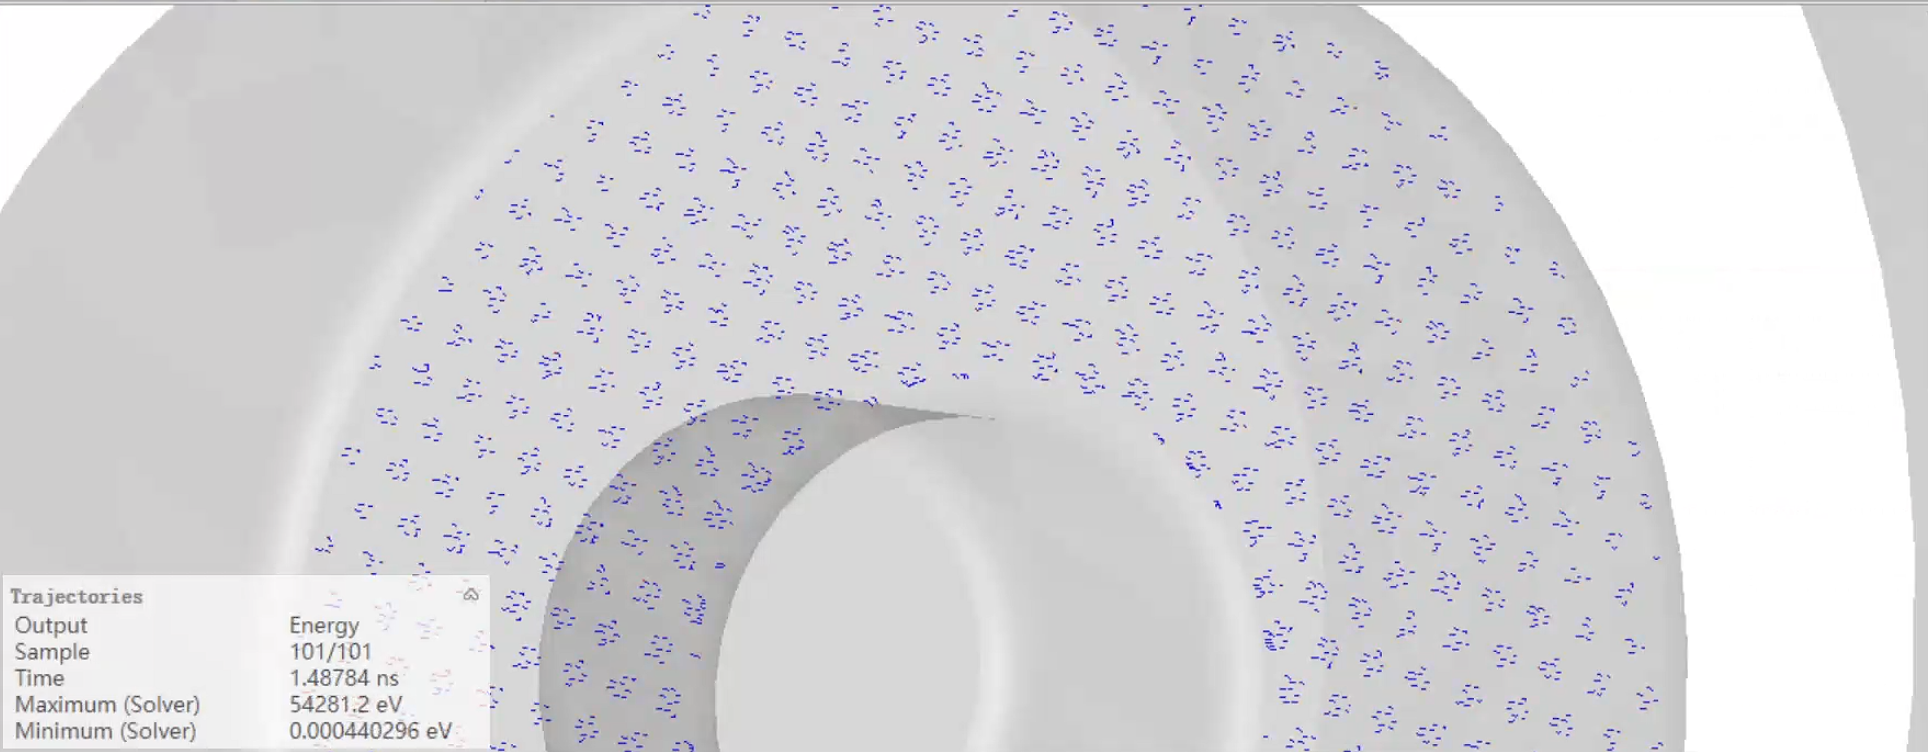 Trajectories
Output Energy
Sample 101/101
Time 1.48784 ns
Maximum (Solver) 54281.2 eV
Minimum (Solver) 0.000440296 eV